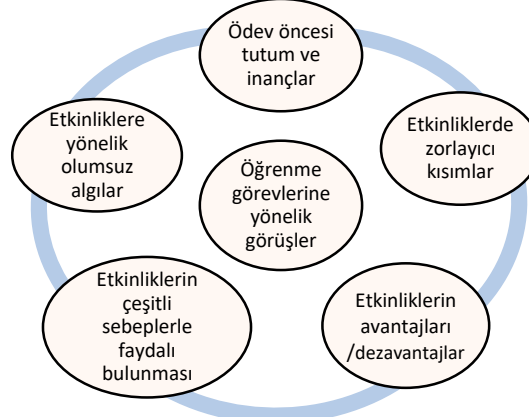 Ödev öncesi
tutum ve
inançlar
Etkinliklere
yönelik
olumsuz
algılar
Etkinliklerde
zorlayıcı
kısımlar
Öğrenme
görevlerine
yönelik
görüşler
Etkinliklerin
çeşitli
sebeplerle
faydalı
bulunması
Etkinliklerin
avantajları
/dezavantajlar